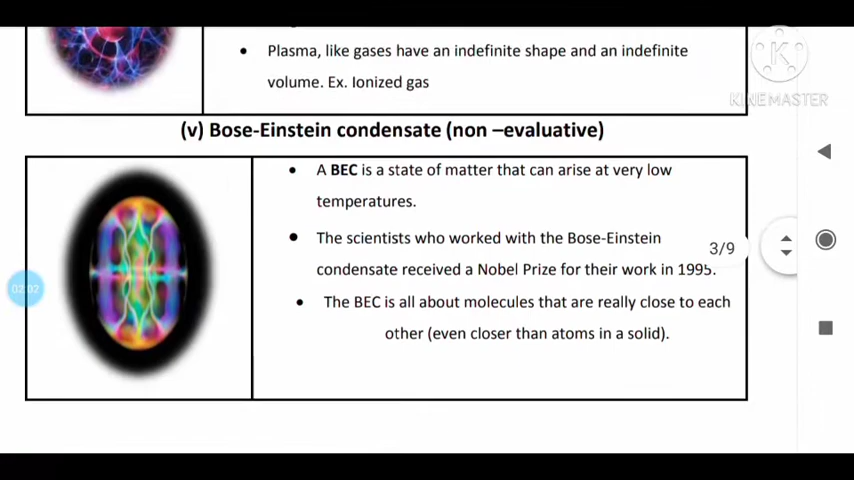 • Plasma, like gases have an indefinite shape and an indefinite
volume. Ex. Ionized gas
K
KINEMASTER
(v) Bose-Einstein condensate (non –evaluative)
• A BEC is a state of matter that can arise at very low
temperatures.
• The scientists who worked with the Bose-Einstein
condensate received a Nobel Prize for their work in 1995.
3/9
02:02
• The BEC is all about molecules that are really close to each
other (even closer than atoms in a solid).